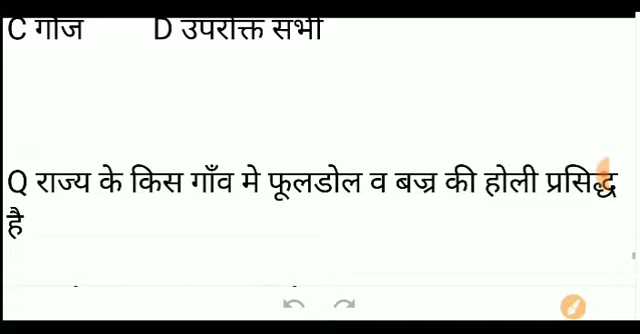 C गोज D उपरोक्त सभी
Q राज्य के किस गाँव मे फूलडोल व बज्र की होली प्रसिद्ध
है